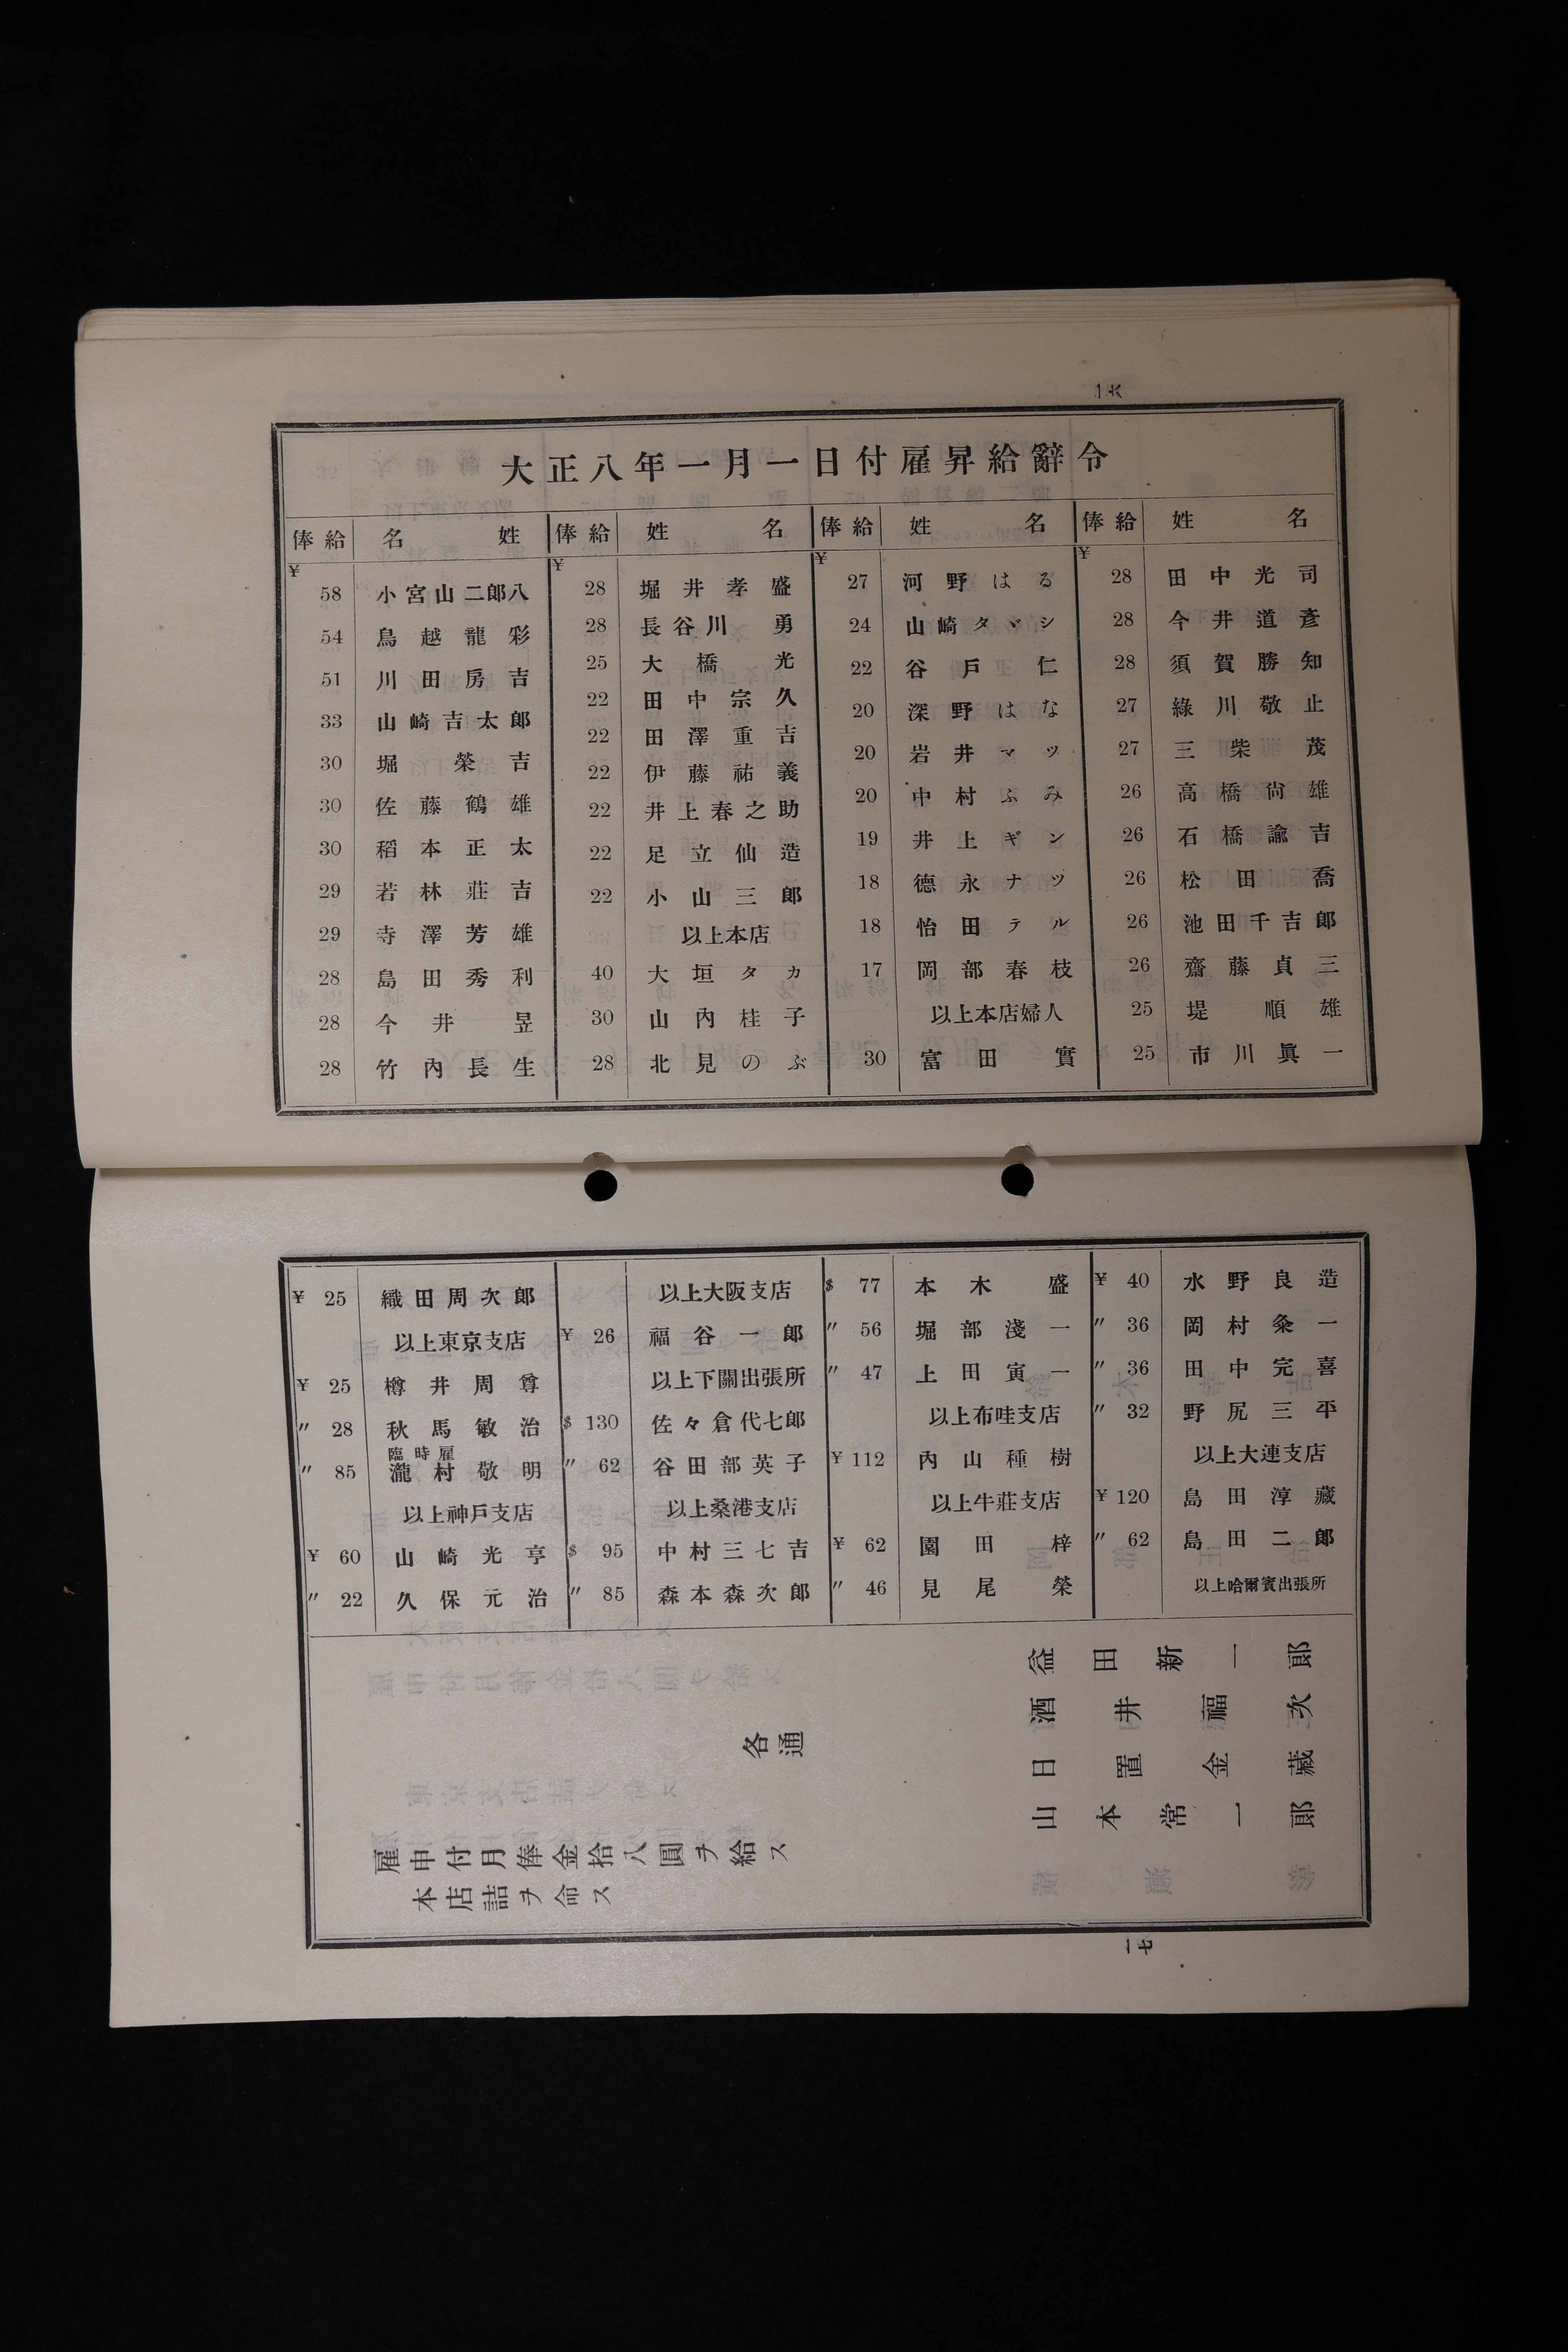 一六
大正八年一月一日付雇昇給辭令
俸給 名 姓 俸給 姓 名 俸給 姓 名 俸給 姓 名
¥
58 小宮山二郎八
54 鳥越龍彩
51 川田房吉
33 山崎吉太郎
30 堀榮吉
30 佐藤鶴雄
30 稻本正太
29 若林莊吉
29 寺澤芳雄
28 島田秀利
28 今井昱
28 竹內長生
¥
28 堀井孝盛
28 長谷川勇
25 大橋光
22 田中宗久
22 田澤重吉
22 伊藤祐義
22 井上春之助
22 足立仙造
22 小山三郎
以上本店
40 大垣タカ
30 山內桂子
28 北見のぶ
¥
27 河野はる
24 山崎タヾシ
22 谷戶仁
20 深野はな
20 岩井マツ
20 中村ふみ
19 井上ギン
18 德永ナツ
18 怡田テル
17 岡部春枝
以上本店婦人
30 富田實
¥
28 田中光司
28 今井道彥
28 須賀勝知
27 綠川敬止
27 三柴茂
26 高橋尙雄
26 石橋諭吉
26 松田喬
26 池田千吉郎
26 齋藤貞三
25 堤順雄
25 市川眞一
¥ 25 織田周次郎
以上東京支店
¥ 25 樽井周尊
〃 28 秋馬敏治
臨時雇
〃 85 瀧村敬明
以上神戶支店
¥ 60 山崎光亨
〃 22 久保元治
以上大阪支店
¥ 26 福谷一郎
以上下關出張所
$ 130 佐々倉代七郎
〃 62 谷田部英子
以上桑港支店
$ 95 中村三七吉
〃 85 森本森次郎
$ 77 本木盛
〃 56 堀部淺一
〃 47 上田寅一
以上布哇支店
¥ 112 內山種樹
以上牛莊支店
¥ 62 園田梓
〃 46 見尾榮
¥ 40 水野良造
〃 36 岡村粂一
〃 36 田中完喜
〃 32 野尻三平
以上大連支店
¥ 120 島田淳藏
〃 62 島田二郎
以上哈爾賓出張所
益田新一郎
酒井福次
日置金藏
山本常一郎
各通
雇申付月俸金拾八圓ヲ給ス
本店詰ヲ命ス
一七